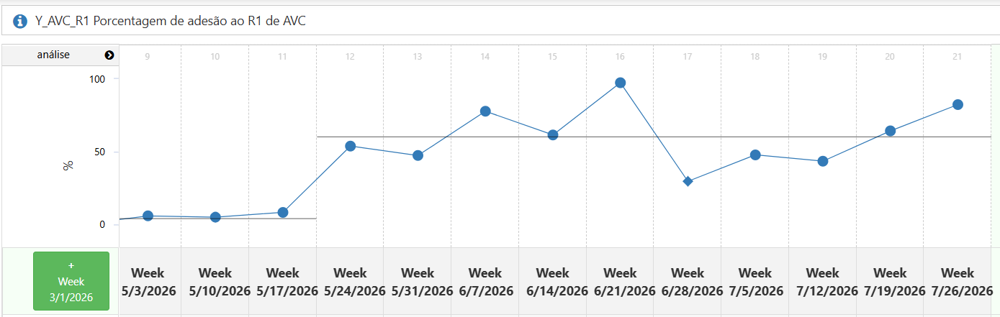 Y_AVC_R1 Porcentagem de adesão ao R1 de AVC
análise
9 10 11 12 13 14 15 16 17 18 19 20 21
100
50
0
%
+
Week
3/1/2026
Week Week Week Week Week Week Week Week Week Week Week Week Week
5/3/2026 5/10/2026 5/17/2026 5/24/2026 5/31/2026 6/7/2026 6/14/2026 6/21/2026 6/28/2026 7/5/2026 7/12/2026 7/19/2026 7/26/2026